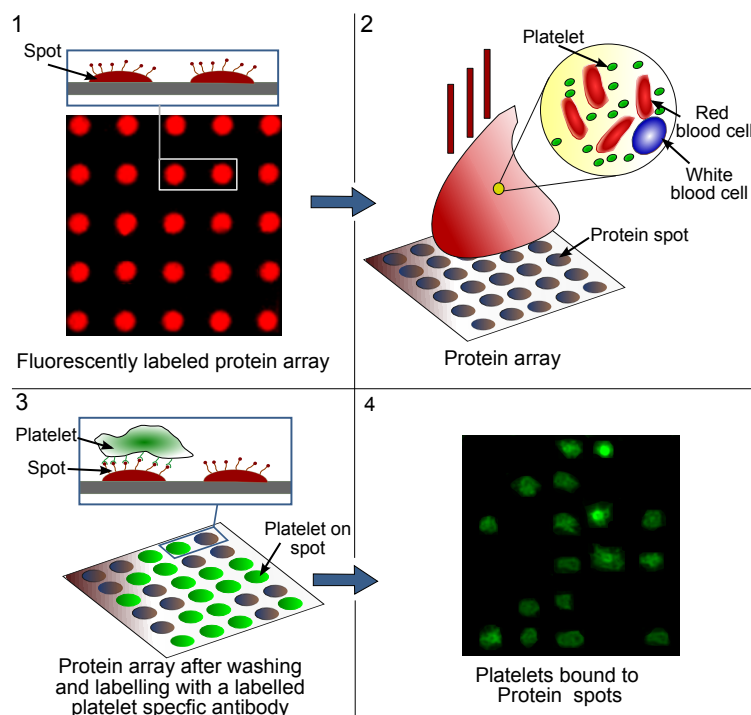 1
Spot
Fluorescently labeled protein array
2
Platelet
Red
blood cell
White
blood cell
Protein spot
Protein array
3
Platelet
Spot
Platelet on
spot
Protein array after washing
and labelling with a labelled
platelet specfic antibody
4
Platelets bound to
Protein spots